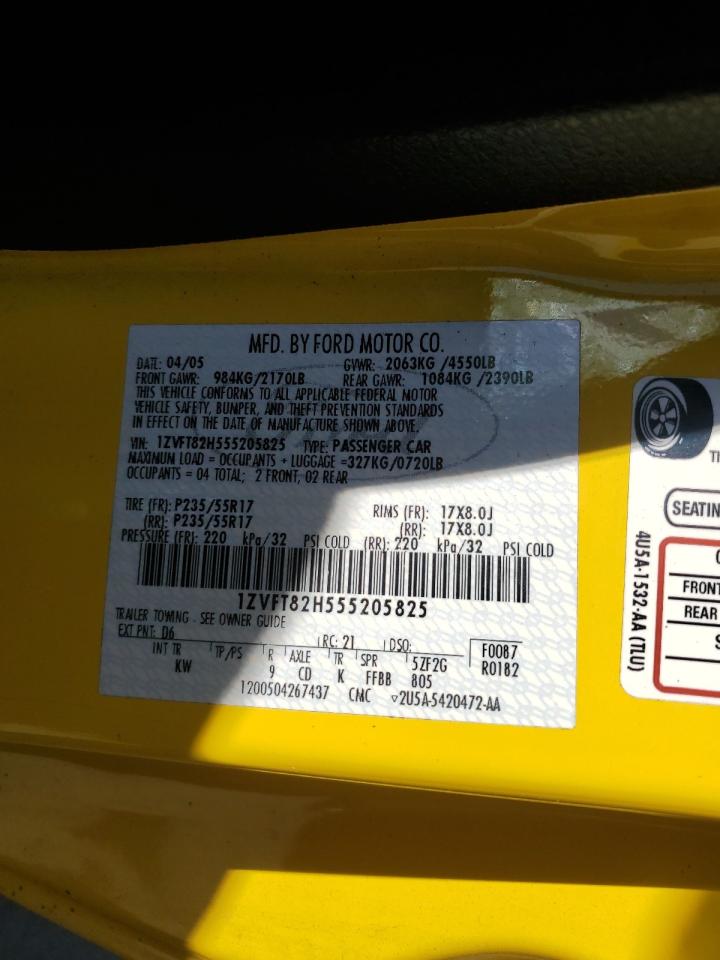 MFD. BY FORD MOTOR CO.
DATE: 04/05 GVWR: 2063KG /4550LB
FRONT GAWR: 984KG/2170LB REAR GAWR: 1084KG /2390LB
THIS VEHICLE CONFORMS TO ALL APPLICABLE FEDERAL MOTOR
VEHICLE SAFETY, BUMPER, AND THEFT PREVENTION STANDARDS
IN EFFECT ON THE DATE OF MANUFACTURE SHOWN ABOVE.
VIN: 1ZVFT82H555205825 TYPE: PASSENGER CAR
MAXIMUM LOAD = OCCUPANTS + LUGGAGE =327KG/0720LB
OCCUPANTS = 04 TOTAL; 2 FRONT, 02 REAR
TIRE (FR): P235/55R17 RIMS (FR): 17X8.0J
(RR): P235/55R17 (RR): 17X8.0J
PRESSURE (FR): 220 kPa/32 PSI COLD (RR): 220 kPa/32 PSI COLD
1ZVFT82H555205825
TRAILER TOWING - SEE OWNER GUIDE
EXT PNT: D6 RC: 21 DSO: F0087
INT TR TP/PS R AXLE TR SPR 5ZF2G R0182
KW 9 CD K FFBB 805
1200504267437 CMC 2U5A-5420472-AA
4U5A-1532-AA (TLU)
SEATIN
FRONT
REAR